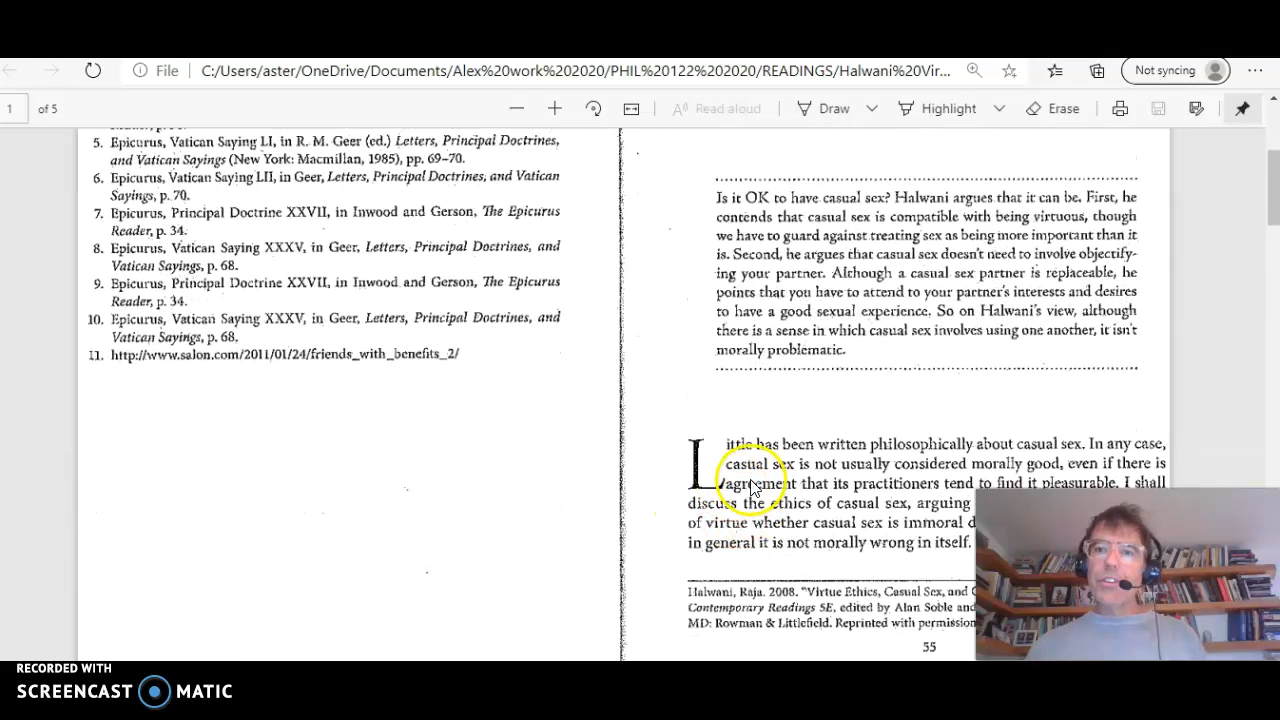 File
C:/Users/aster/OneDrive/Documents/Alex%20work%202020/PHIL%20122%202020/READINGS/Halwani%20Vir...
Not syncing
1 of 5
Read aloud
Draw
Highlight
Erase
5. Epicurus, Vatican Saying LI, in R. M. Geer (ed.) Letters, Principal Doctrines,
and Vatican Sayings (New York: Macmillan, 1985), pp. 69–70.
6. Epicurus, Vatican Saying LII, in Geer, Letters, Principal Doctrines, and Vatican
Sayings, p. 70.
7. Epicurus, Principal Doctrine XXVII, in Inwood and Gerson, The Epicurus
Reader, p. 34.
8. Epicurus, Vatican Saying XXXV, in Geer, Letters, Principal Doctrines, and
Vatican Sayings, p. 68.
9. Epicurus, Principal Doctrine XXVII, in Inwood and Gerson, The Epicurus
Reader, p. 34.
10. Epicurus, Vatican Saying XXXV, in Geer, Letters, Principal Doctrines, and
Vatican Sayings, p. 68.
11. http://www.salon.com/2011/01/24/friends_with_benefits_2/
Is it OK to have casual sex? Halwani argues that it can be. First, he
contends that casual sex is compatible with being virtuous, though
we have to guard against treating sex as being more important than it
is. Second, he argues that casual sex doesn't need to involve objectify-
ing your partner. Although a casual sex partner is replaceable, he
points that you have to attend to your partner's interests and desires
to have a good sexual experience. So on Halwani's view, although
there is a sense in which casual sex involves using one another, it isn't
morally problematic.
Little has been written philosophically about casual sex. In any case,
casual sex is not usually considered morally good, even if there is
agreement that its practitioners tend to find it pleasurable. I shall
discuss the ethics of casual sex, arguing
of virtue whether casual sex is immoral
in general it is not morally wrong in itself.
Halwani, Raja. 2008. "Virtue Ethics, Casual Sex, and
Contemporary Readings 5E, edited by Alan Soble and
MD: Rowman & Littlefield. Reprinted with permission
55
RECORDED WITH
SCREENCAST MATIC